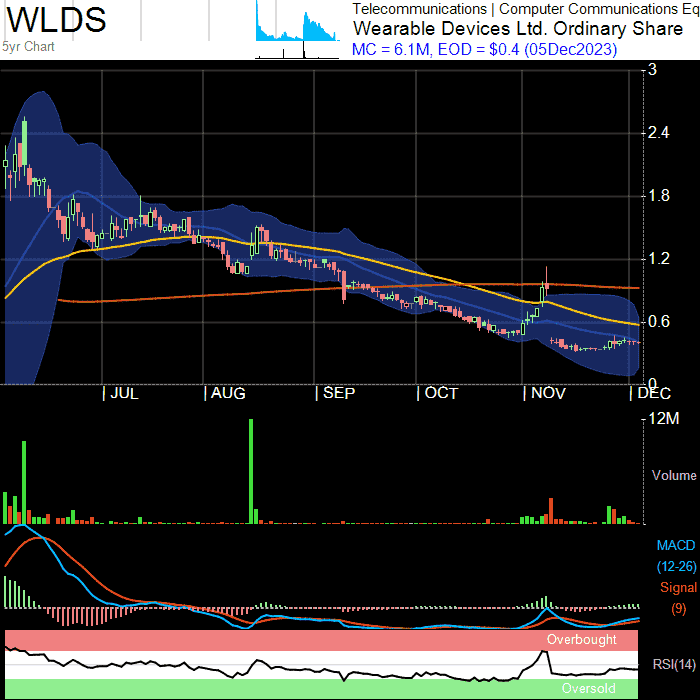 WLDS
5yr Chart
Telecommunications | Computer Communications Eq
Wearable Devices Ltd. Ordinary Share
MC = 6.1M, EOD = $0.4 (05Dec2023)
3
2.4
1.8
1.2
0.6
0
JUL
AUG
SEP
OCT
NOV
DEC
12M
Volume
MACD
(12-26)
Signal
(9)
Overbought
RSI(14)
Oversold